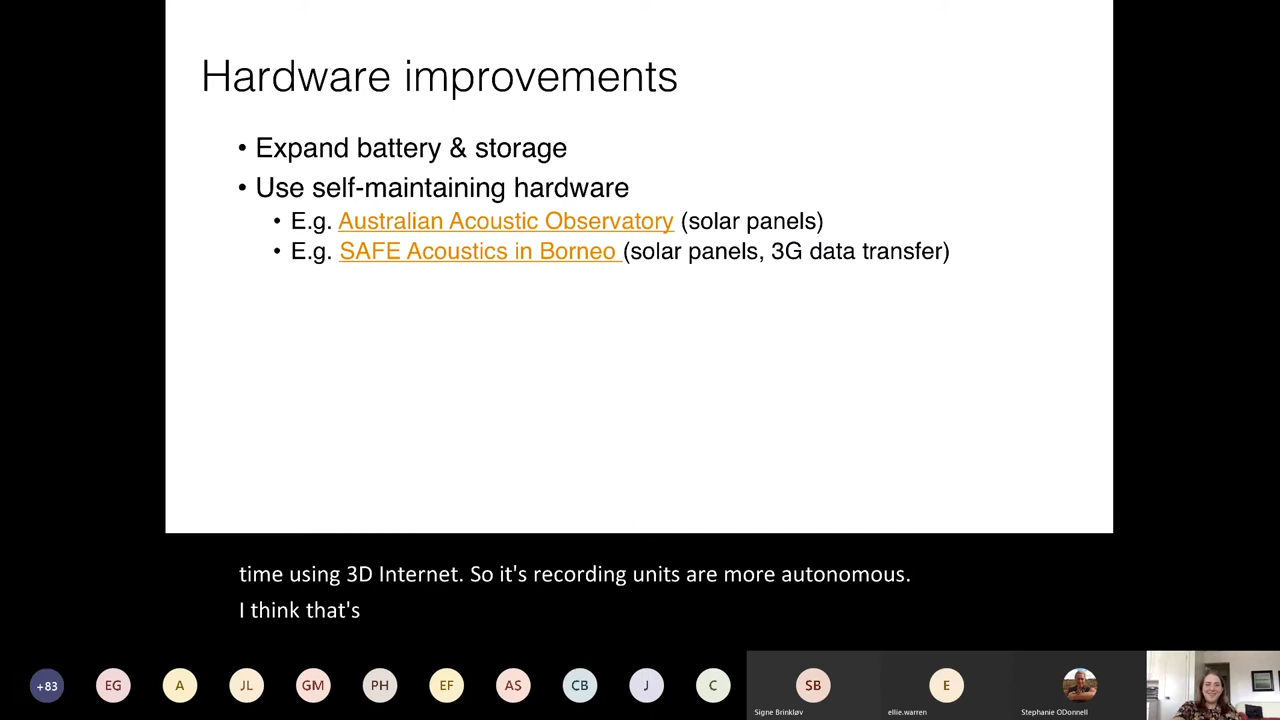 Hardware improvements
• Expand battery & storage
• Use self-maintaining hardware
• E.g. Australian Acoustic Observatory (solar panels)
• E.g. SAFE Acoustics in Borneo (solar panels, 3G data transfer)
time using 3D Internet. So it's recording units are more autonomous.
I think that's
+83 EG A JL GM PH EF AS CB J C SB E
Signe Brinkløv ellie.warren Stephanie ODonnell